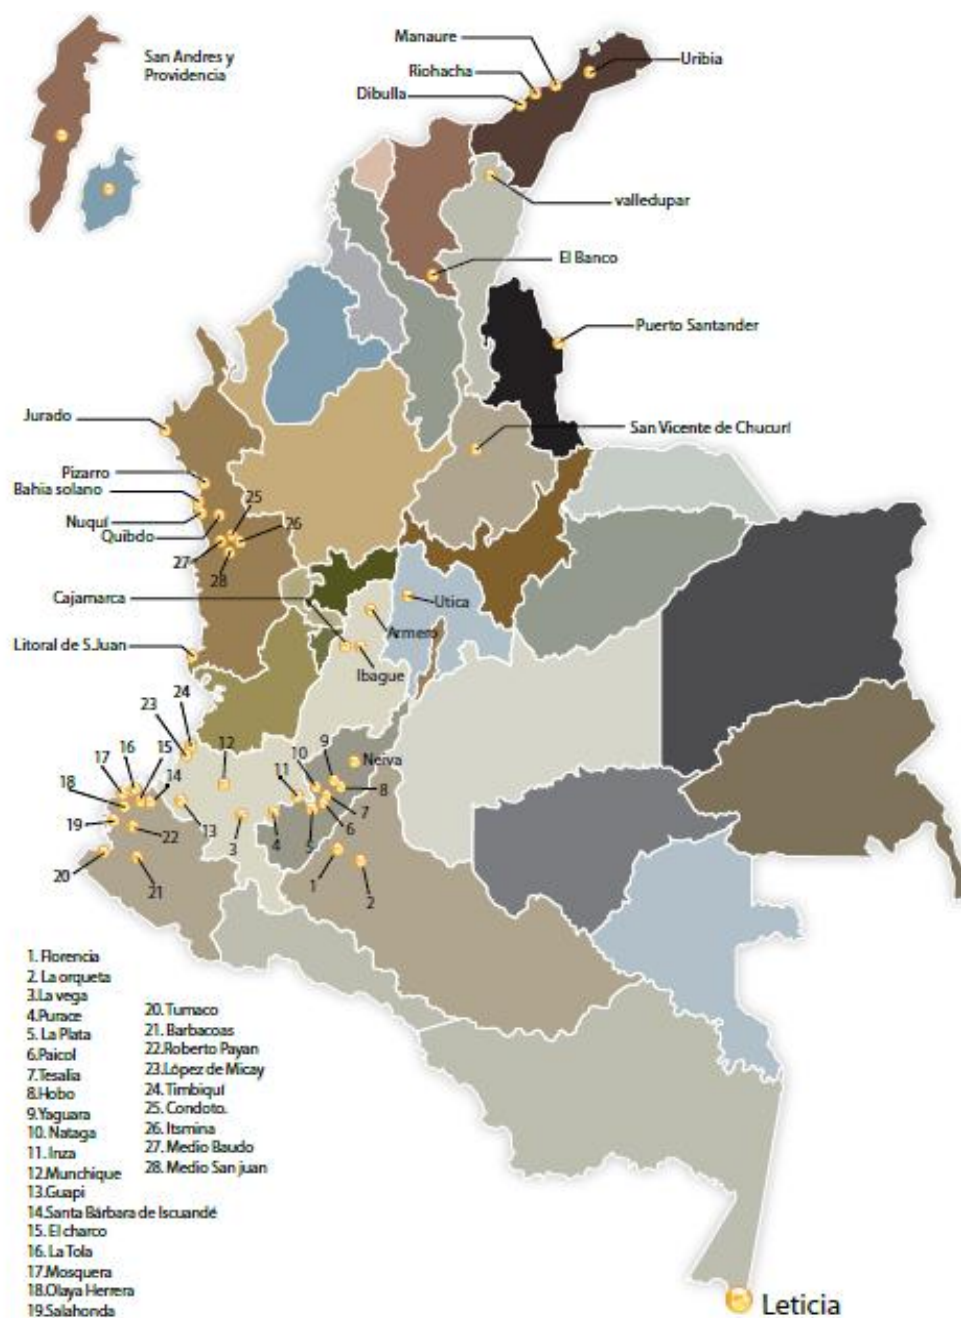 San Andres y
Providencia
Manaure
Uribia
Riohacha
Dibulla
valledupar
El Banco
Puerto Santander
Jurado
San Vicente de Chucurí
Pizarro
Bahia solano
25
Nuquí
26
Quibdo
27
28
Cajamarca
Utica
Armero
Litoral de S.Juan
Ibague
24
23
12
9
Nerva
10
16
15
17
14
11
8
18
7
13
6
19
22
3
4
5
20
21
1
2
1. Florencia
2. La orqueta
3.La vega
4.Purace
5. La Plata
6.Paicol
7.Tesalia
8.Hobo
9.Yaguara
10. Nataga
11. Inza
12.Munchique
13.Guapi
14.Santa Bárbara de Iscuandé
15. El charco
16. La Tola
17.Mosquera
18.Olaya Herrera
19.Salahonda
20. Tumaco
21. Barbacoas
22.Roberto Payan
23.López de Micay
24. Timbiquí
25. Condoto.
26. Itsmina
27. Medio Baudo
28. Medio San juan
Leticia